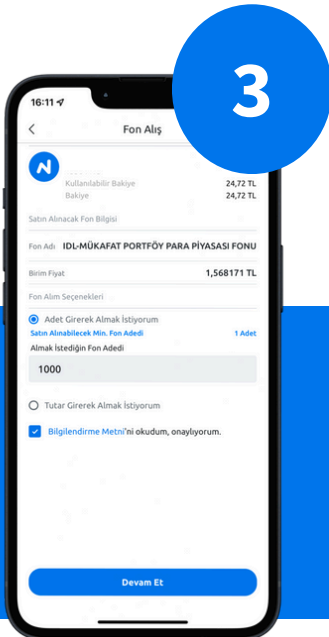 3
16:11
Fon Alış
Kullanılabilir Bakiye 24,72 TL
Bakiye 24,72 TL
Satın Alınacak Fon Bilgisi
Fon Adı IDL-MÜKAFAT PORTFÖY PARA PİYASASI FONU
Birim Fiyat 1,568171 TL
Fon Alım Seçenekleri
Adet Girerek Almak İstiyorum
Satın Alınabilecek Min. Fon Adedi 1 Adet
Almak İstediğin Fon Adedi
1000
Tutar Girerek Almak İstiyorum
Bilgilendirme Metni'ni okudum, onaylıyorum.
Devam Et